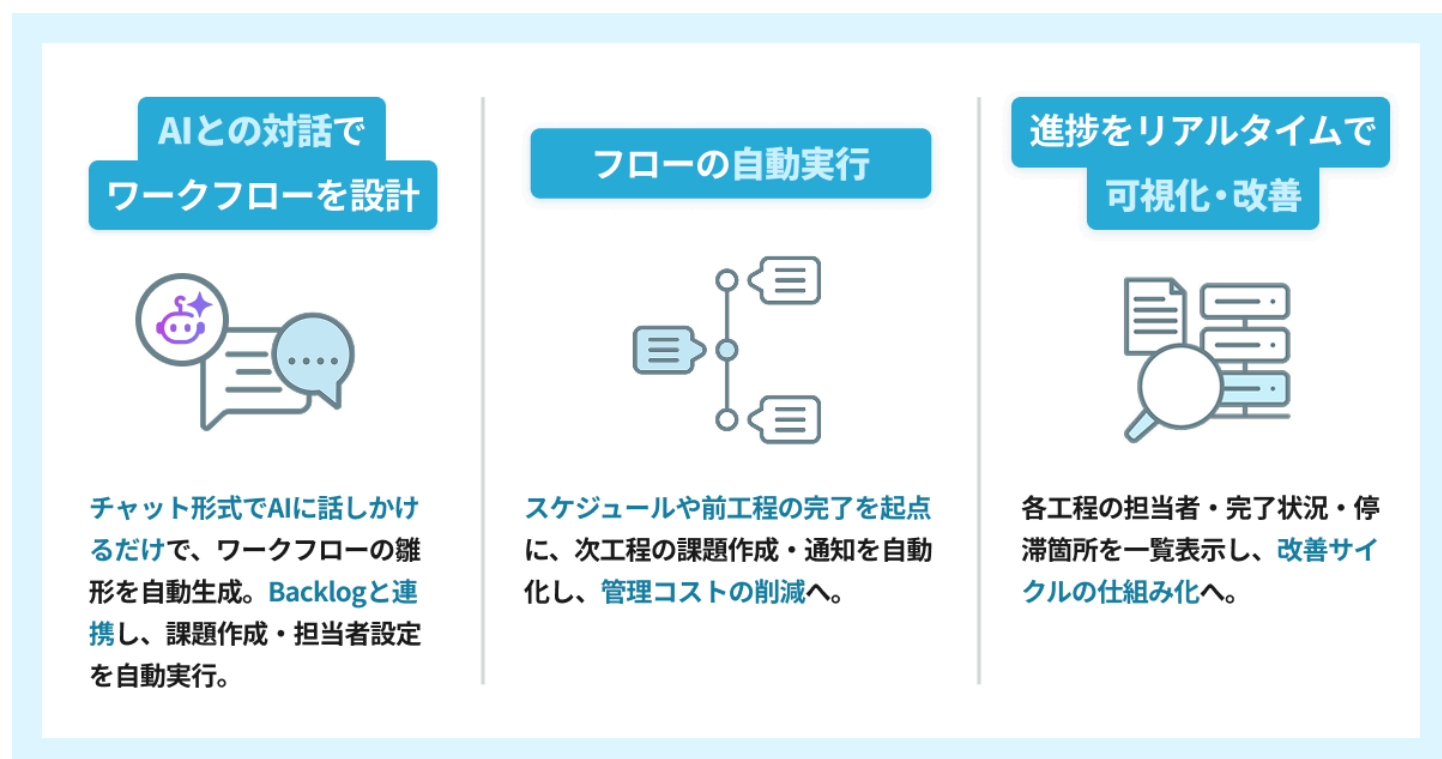 AIとの対話で
ワークフローを設計
チャット形式でAIに話しかけ
るだけで、ワークフローの雛
形を自動生成。Backlogと連
携し、課題作成・担当者設定
を自動実行。
フローの自動実行
スケジュールや前工程の完了を起点
に、次工程の課題作成・通知を自動
化し、管理コストの削減へ。
進捗をリアルタイムで
可視化・改善
各工程の担当者・完了状況・停
滞箇所を一覧表示し、改善サイ
クルの仕組み化へ。